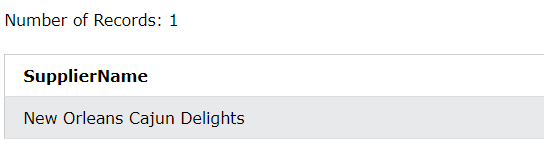 Number of Records: 1
SupplierName
New Orleans Cajun Delights